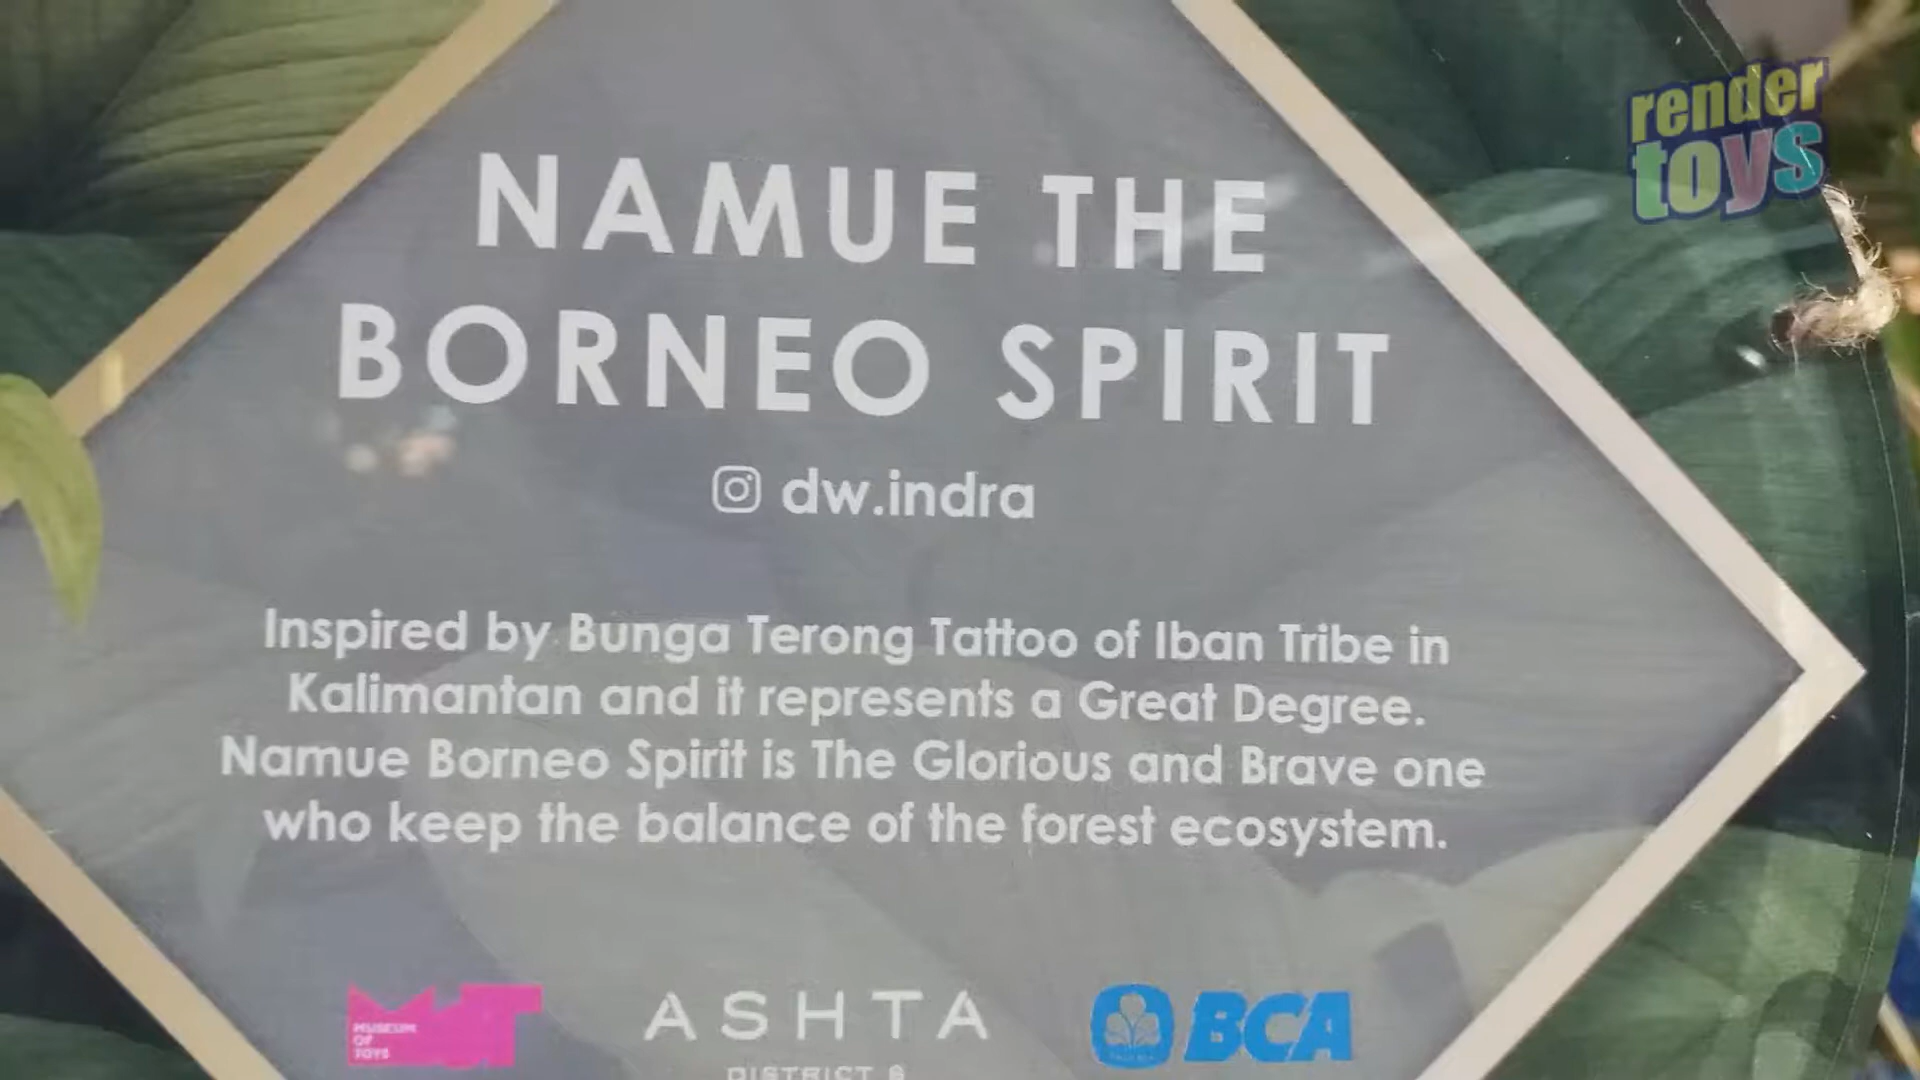 render
toys
NAMUE THE
BORNEO SPIRIT
dw.indra
Inspired by Bunga Terong Tattoo of Iban Tribe in
Kalimantan and it represents a Great Degree.
Namue Borneo Spirit is The Glorious and Brave one
who keep the balance of the forest ecosystem.
MUSEUM
OF
TOYS
ASHTA
DISTRICT 8
BCA